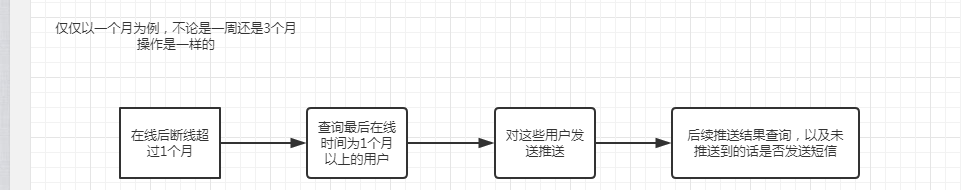 仅仅以一个月为例，不论是一周还是3个月
操作是一样的
在线后断线超
过1个月
查询最后在线
时间为1个月
以上的用户
对这些用户发
送推送
后续推送结果查询，以及未
推送到的话是否发送短信